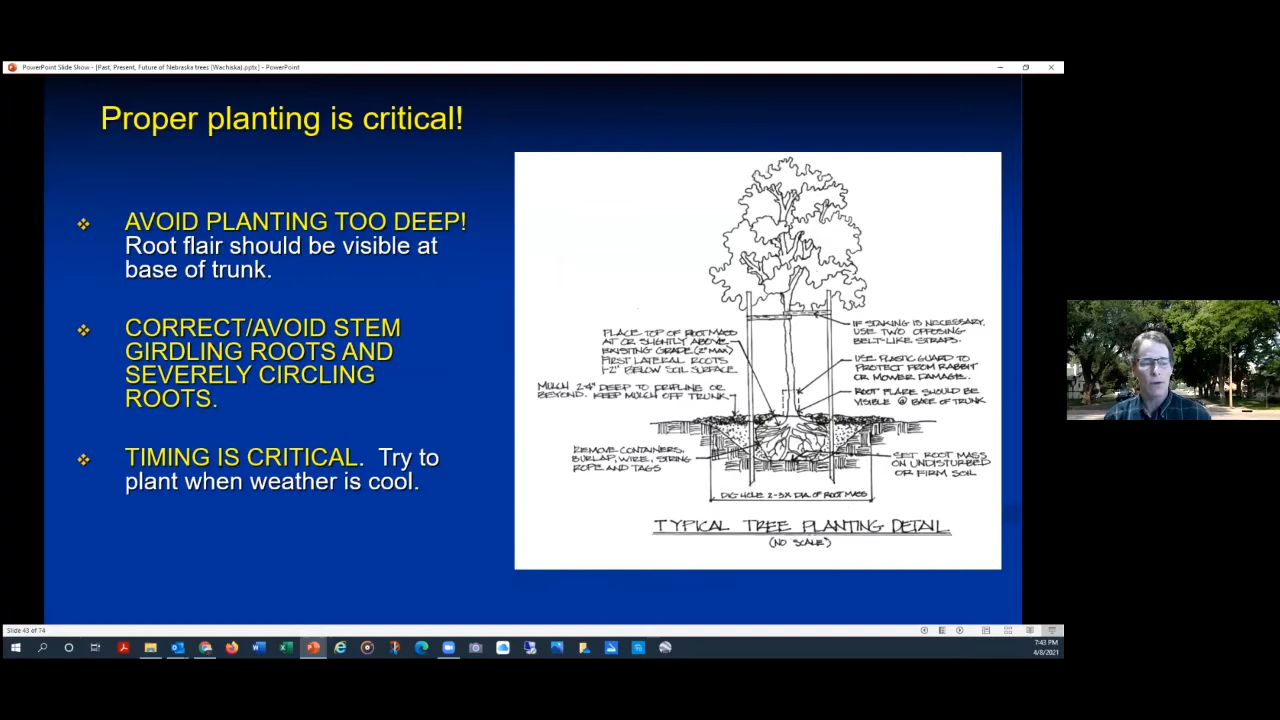 PowerPoint Slide Show - [Past, Present, Future of Nebraska trees (Wachiska).pptx] - PowerPoint
Proper planting is critical!
AVOID PLANTING TOO DEEP!
Root flair should be visible at
base of trunk.
CORRECT/AVOID STEM
GIRDLING ROOTS AND
SEVERELY CIRCLING
ROOTS.
TIMING IS CRITICAL. Try to
plant when weather is cool.
PLACE TOP OF ROOT MASS
AT OR SLIGHTLY ABOVE
EXISTING GRADE (2" MAX)
FIRST LATERAL ROOTS
1-2" BELOW SOIL SURFACE
MULCH 2-4" DEEP TO DRIPLINE OR
BEYOND. KEEP MULCH OFF TRUNK
REMOVE CONTAINERS,
BURLAP, WIRE, STRING
ROPE AND TAGS
IF STAKING IS NECESSARY,
USE TWO OPPOSING
BELT-LIKE STRAPS.
USE PLASTIC GUARD TO
PROTECT FROM RABBIT
OR MOWER DAMAGE.
ROOT FLARE SHOULD BE
VISIBLE @ BASE OF TRUNK
SET ROOT MASS
ON UNDISTURBED
OR FIRM SOIL
DIG HOLE 2-3X DIA. OF ROOT MASS
TYPICAL TREE PLANTING DETAIL
(NO SCALE)
Slide 43 of 74
7:43 PM
4/8/2021